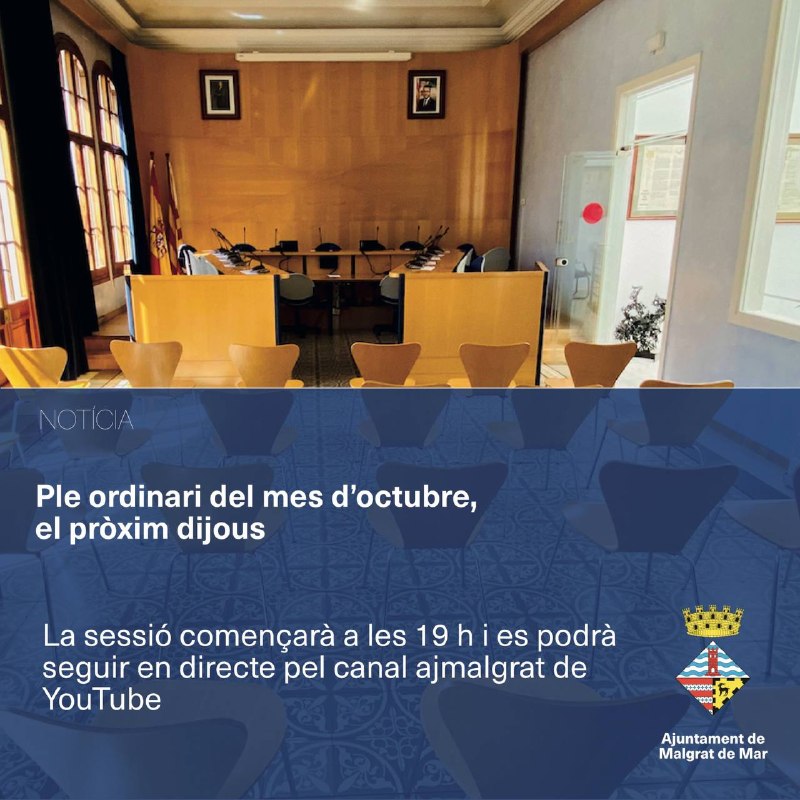 NOTÍCIA
Ple ordinari del mes d’octubre,
el pròxim dijous
La sessió començarà a les 19 h i es podrà
seguir en directe pel canal ajmalgrat de
YouTube
Ajuntament de
Malgrat de Mar